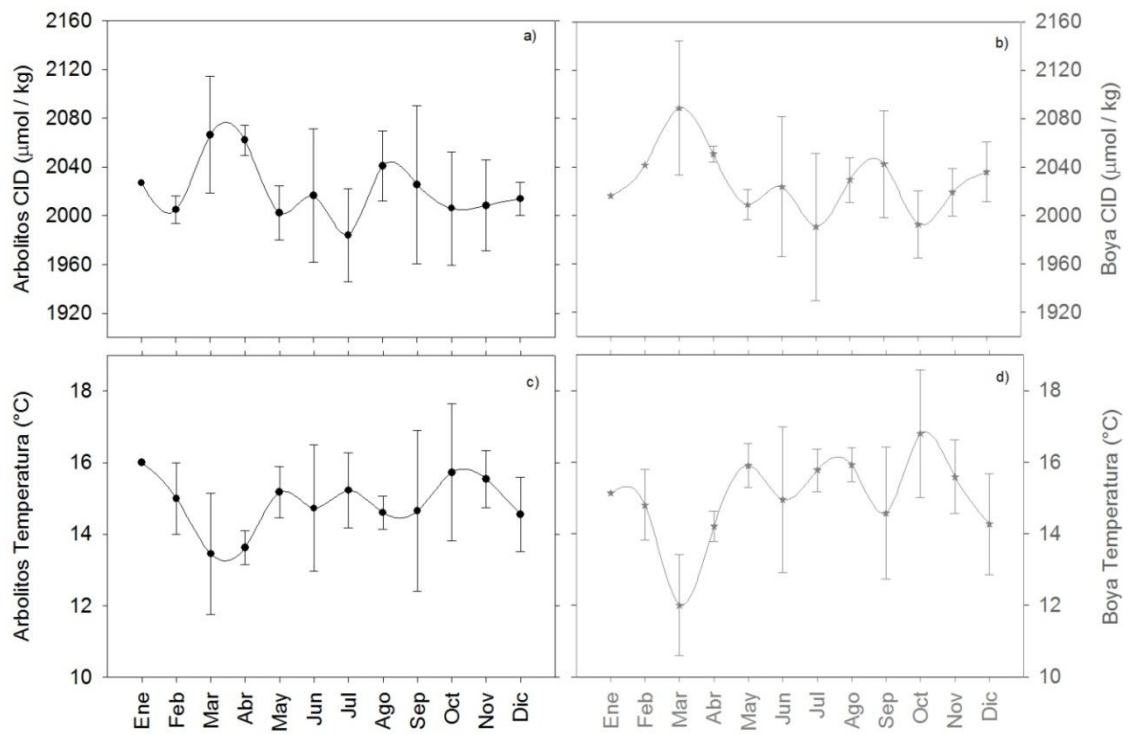 Arbolitos CID (µmol / kg)
2160
2120
2080
2040
2000
1960
1920
a)
b)
2160
2120
2080
2040
2000
1960
1920
Boya CID (µmol / kg)
Arbolitos Temperatura (°C)
18
16
14
12
10
c)
d)
18
16
14
12
10
Boya Temperatura (°C)
Ene
Feb
Mar
Abr
May
Jun
Jul
Ago
Sep
Oct
Nov
Dic
Ene
Feb
Mar
Abr
May
Jun
Jul
Ago
Sep
Oct
Nov
Dic